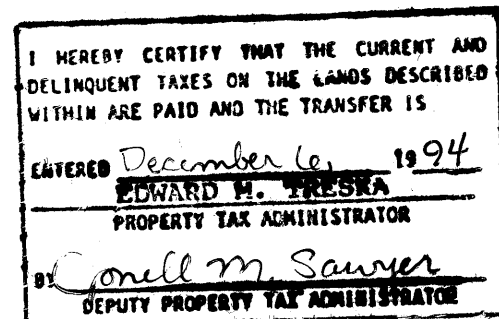 I HEREBY CERTIFY THAT THE CURRENT AND
DELINQUENT TAXES ON THE LANDS DESCRIBED
WITHIN ARE PAID AND THE TRANSFER IS
ENTERED December 6, 1994
EDWARD M. TRESKA
PROPERTY TAX ADMINISTRATOR
BY M. Sawyer
DEPUTY PROPERTY TAX ADMINISTRATOR